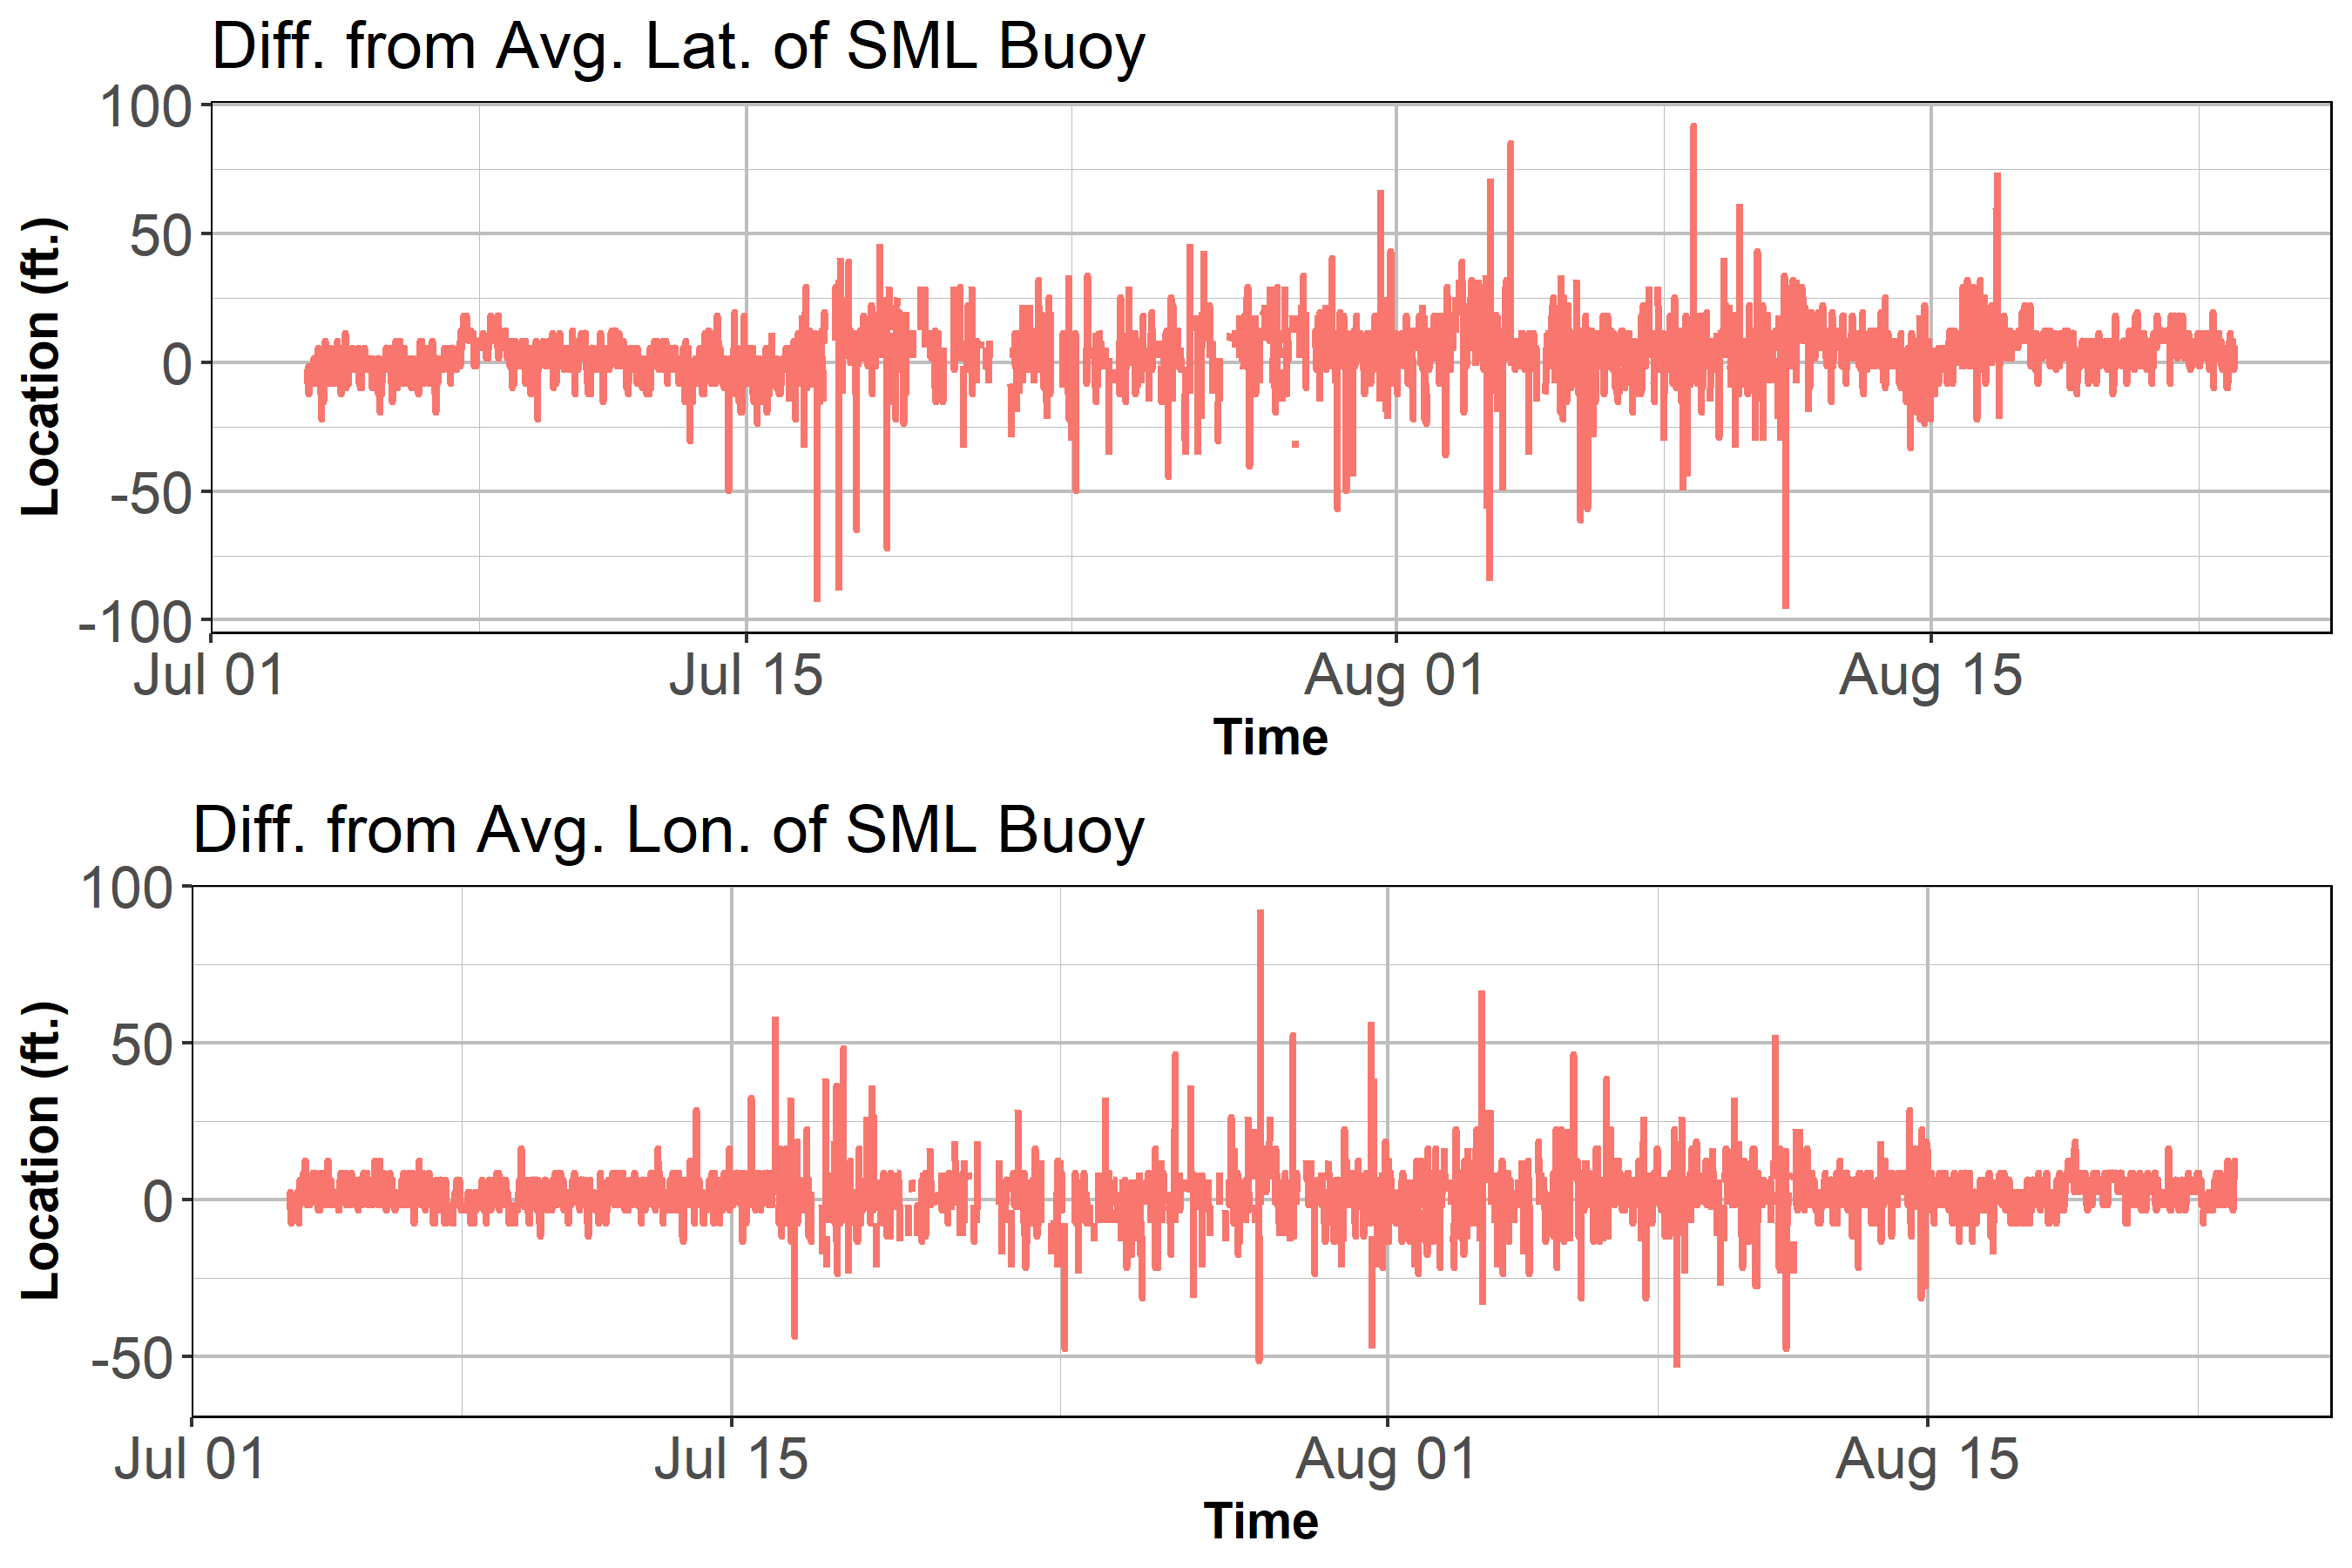 Diff. from Avg. Lat. of SML Buoy
Location (ft.)
100
50
0
-50
-100
Jul 01 Jul 15 Aug 01 Aug 15
Time
Diff. from Avg. Lon. of SML Buoy
Location (ft.)
100
50
0
-50
Jul 01 Jul 15 Aug 01 Aug 15
Time